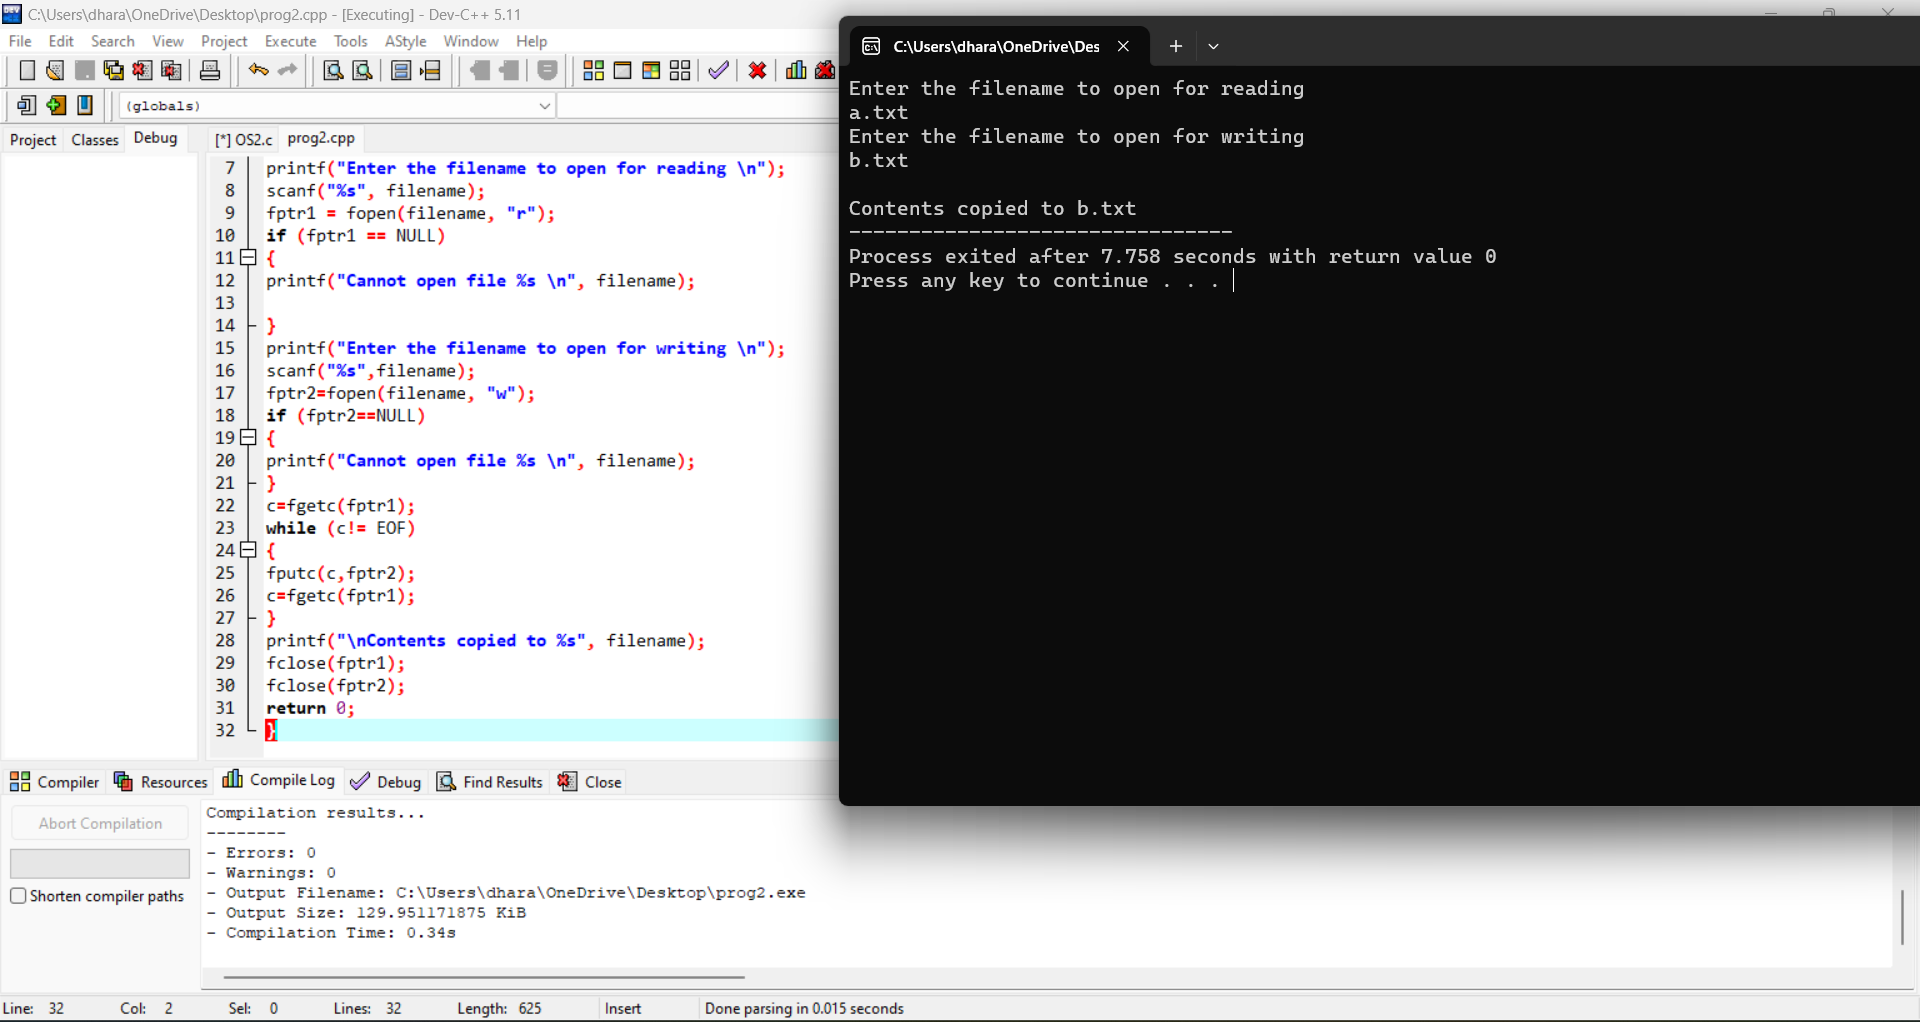 C:\Users\dhara\OneDrive\Desktop\prog2.cpp - [Executing] - Dev-C++ 5.11
File Edit Search View Project Execute Tools AStyle Window Help
(globals)
Project Classes Debug
[*] OS2.c prog2.cpp
7 printf("Enter the filename to open for reading \n");
8 scanf("%s", filename);
9 fptr1 = fopen(filename, "r");
10 if (fptr1 == NULL)
11 {
12 printf("Cannot open file %s \n", filename);
13
14 }
15 printf("Enter the filename to open for writing \n");
16 scanf("%s",filename);
17 fptr2=fopen(filename, "w");
18 if (fptr2==NULL)
19 {
20 printf("Cannot open file %s \n", filename);
21 }
22 c=fgetc(fptr1);
23 while (c!= EOF)
24 {
25 fputc(c,fptr2);
26 c=fgetc(fptr1);
27 }
28 printf("\nContents copied to %s", filename);
29 fclose(fptr1);
30 fclose(fptr2);
31 return 0;
32 }
C:\Users\dhara\OneDrive\Des
Enter the filename to open for reading
a.txt
Enter the filename to open for writing
b.txt
Contents copied to b.txt
--------------------------------
Process exited after 7.758 seconds with return value 0
Press any key to continue . . .
Compiler Resources Compile Log Debug Find Results Close
Abort Compilation
Shorten compiler paths
Compilation results...
--------
- Errors: 0
- Warnings: 0
- Output Filename: C:\Users\dhara\OneDrive\Desktop\prog2.exe
- Output Size: 129.951171875 KiB
- Compilation Time: 0.34s
Line: 32 Col: 2 Sel: 0 Lines: 32 Length: 625 Insert Done parsing in 0.015 seconds